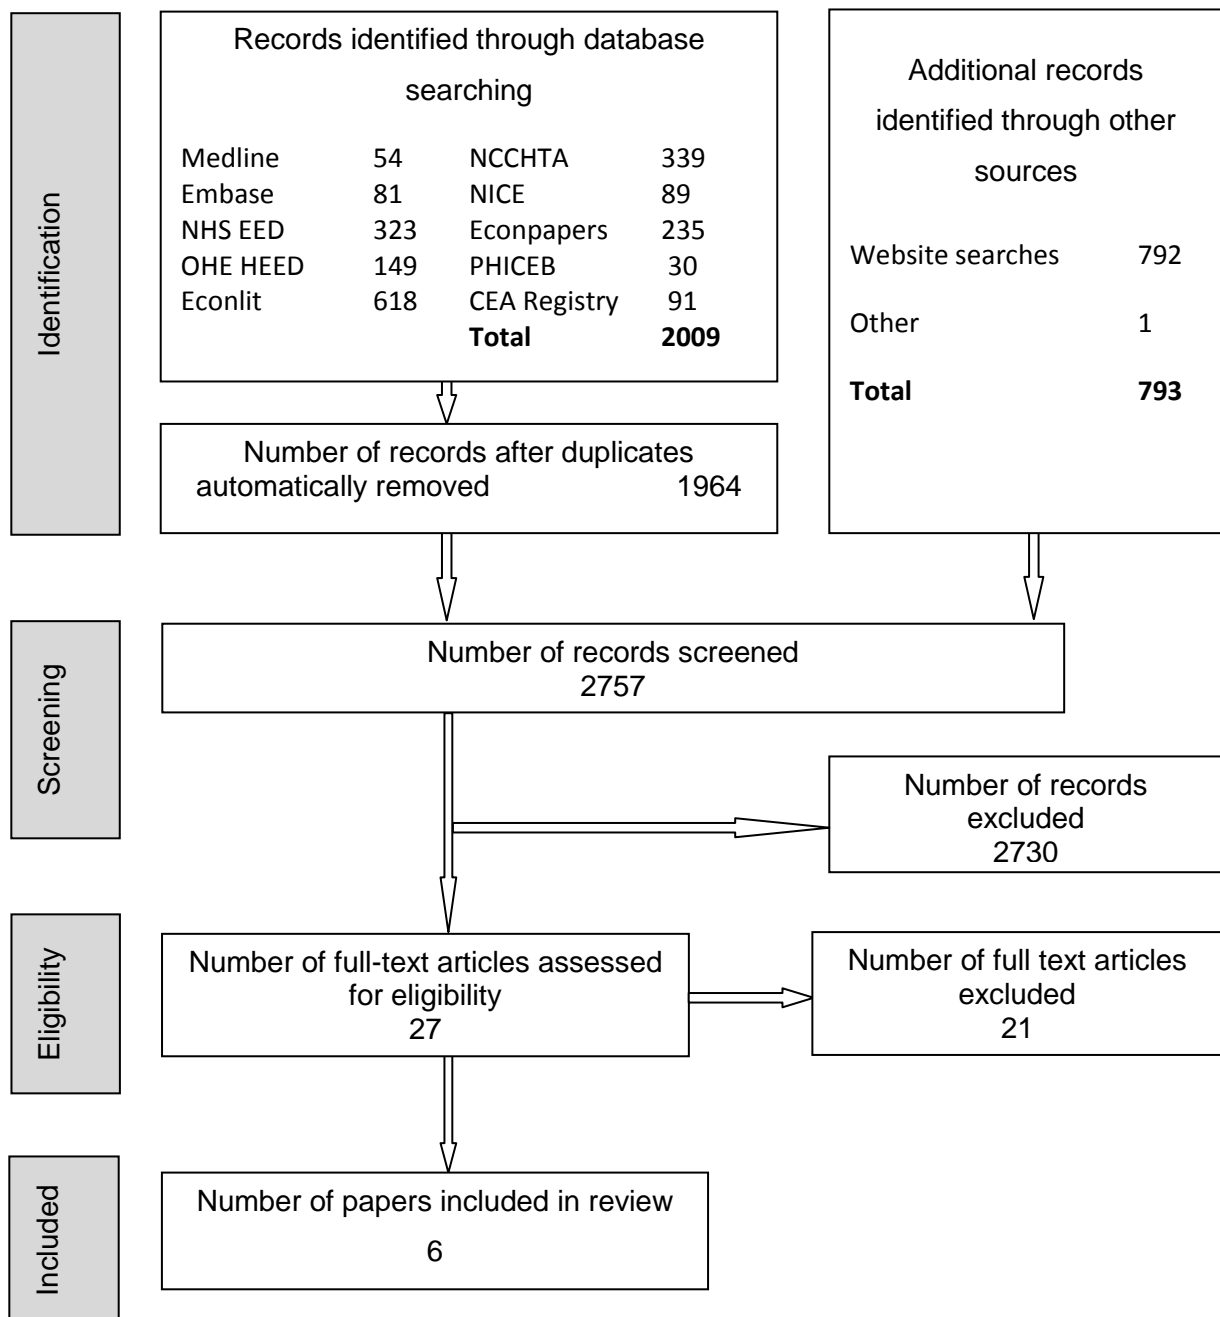 Identification
Records identified through database
searching
Medline 54 NCCHTA 339
Embase 81 NICE 89
NHS EED 323 Econpapers 235
OHE HEED 149 PHICEB 30
Econlit 618 CEA Registry 91
Total 2009
Additional records
identified through other
sources
Website searches 792
Other 1
Total 793
Number of records after duplicates
automatically removed 1964
Screening
Number of records screened
2757
Number of records
excluded
2730
Eligibility
Number of full-text articles assessed
for eligibility
27
Number of full text articles
excluded
21
Included
Number of papers included in review
6